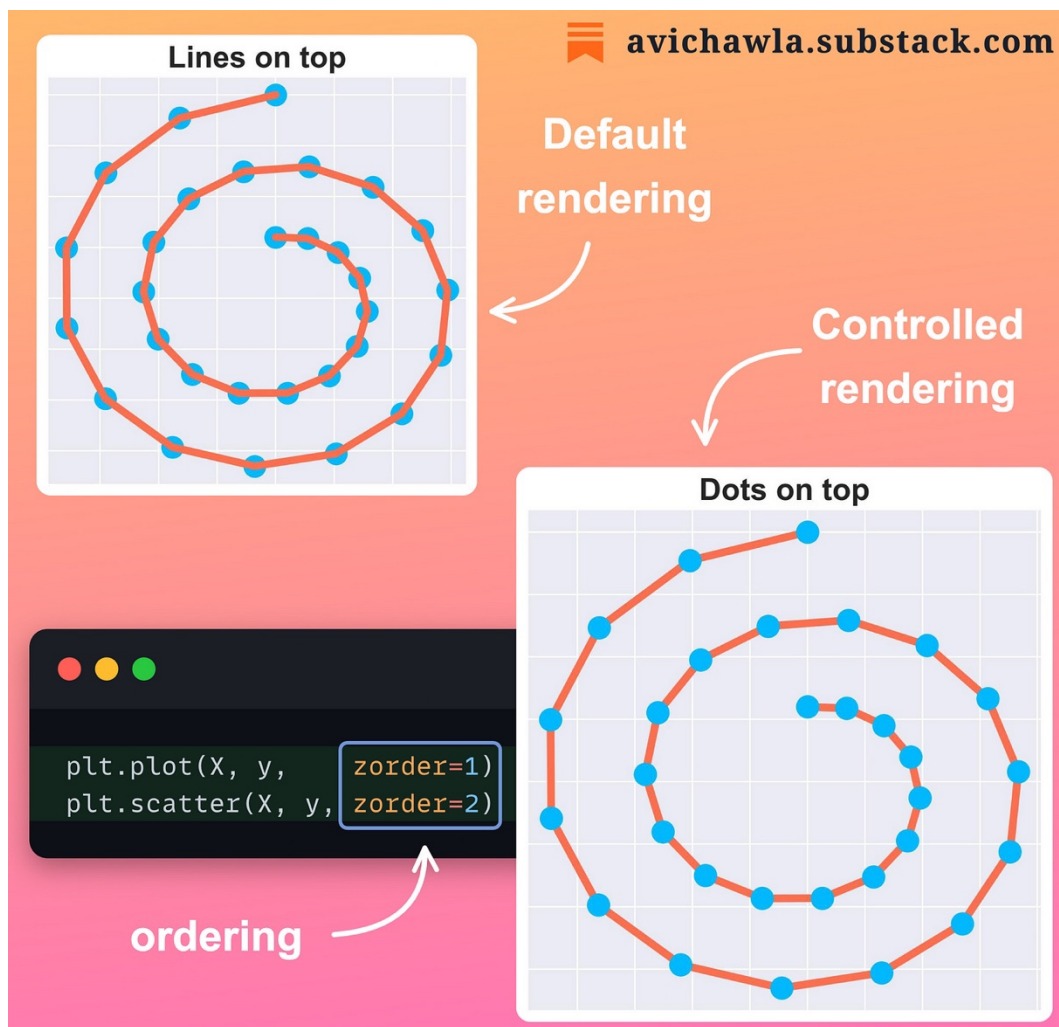 avichawla.substack.com
Lines on top
Default
rendering
Controlled
rendering
Dots on top
plt.plot(X, y, zorder=1)
plt.scatter(X, y, zorder=2)
ordering